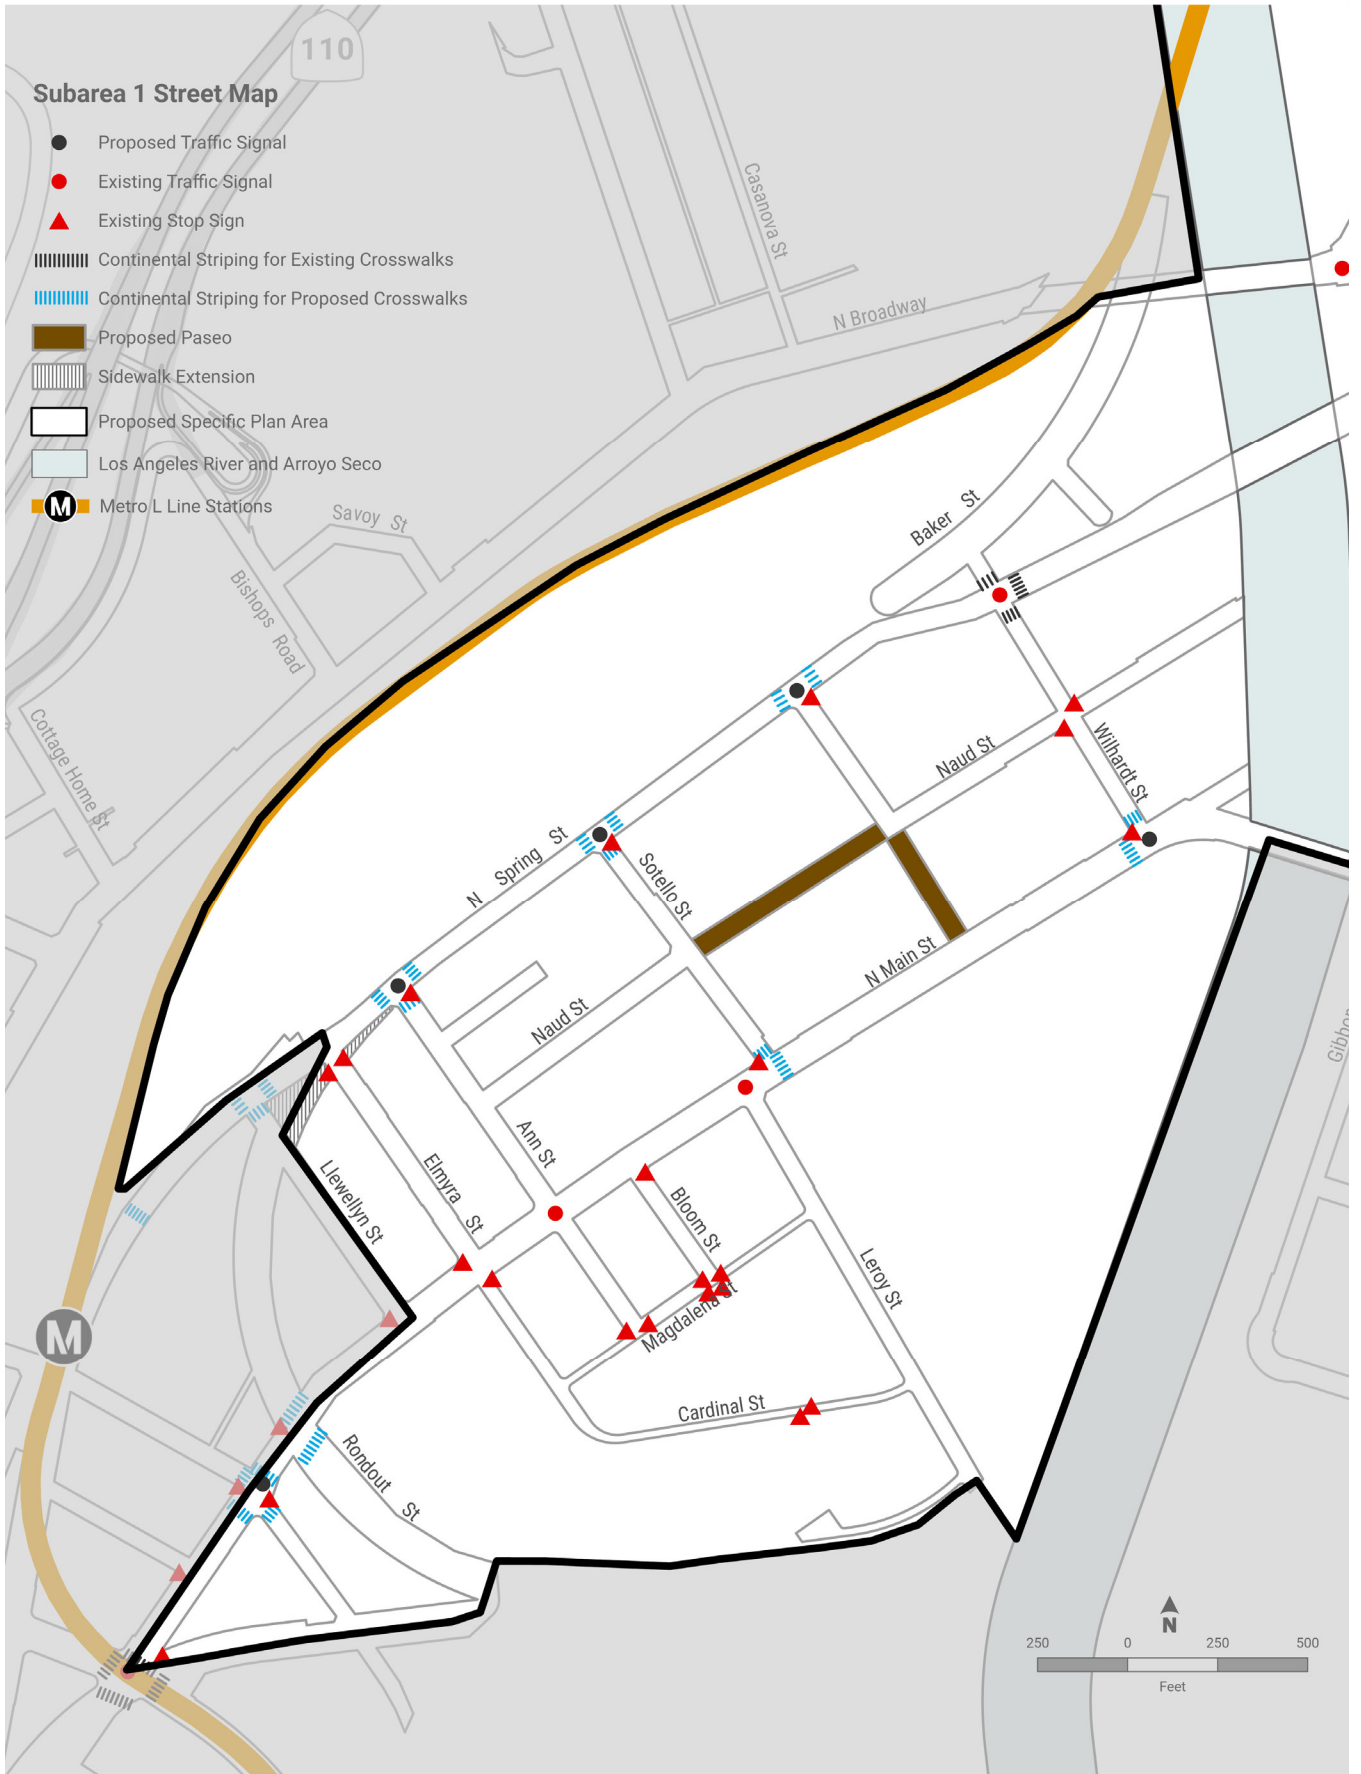 110
Subarea 1 Street Map
Proposed Traffic Signal
Existing Traffic Signal
Existing Stop Sign
Continental Striping for Existing Crosswalks
Continental Striping for Proposed Crosswalks
Proposed Paseo
Sidewalk Extension
Proposed Specific Plan Area
Los Angeles River and Arroyo Seco
M Metro L Line Stations
Casanova St
N Broadway
Savoy St
Bishops Road
Cottage Home St
Baker St
Naud St
Wilhardt St
N Spring St
Sotello St
N Main St
Naud St
Ann St
Elmyra St
Llewellyn St
Bloom St
Magdalena St
Leroy St
Cardinal St
Rondout St
M
N
250 0 250 500
Feet